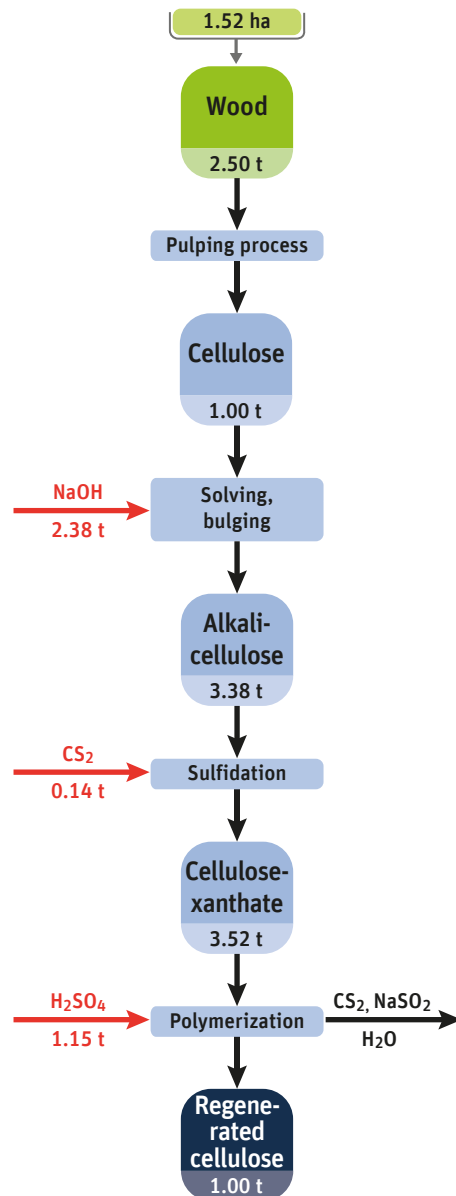 1.52 ha
Wood
2.50 t
Pulping process
Cellulose
1.00 t
NaOH
2.38 t
Solving,
bulging
Alkali-
cellulose
3.38 t
CS₂
0.14 t
Sulfidation
Cellulose-
xanthate
3.52 t
H₂SO₄
1.15 t
Polymerization
CS₂, NaSO₂
H₂O
Regene-
rated
cellulose
1.00 t